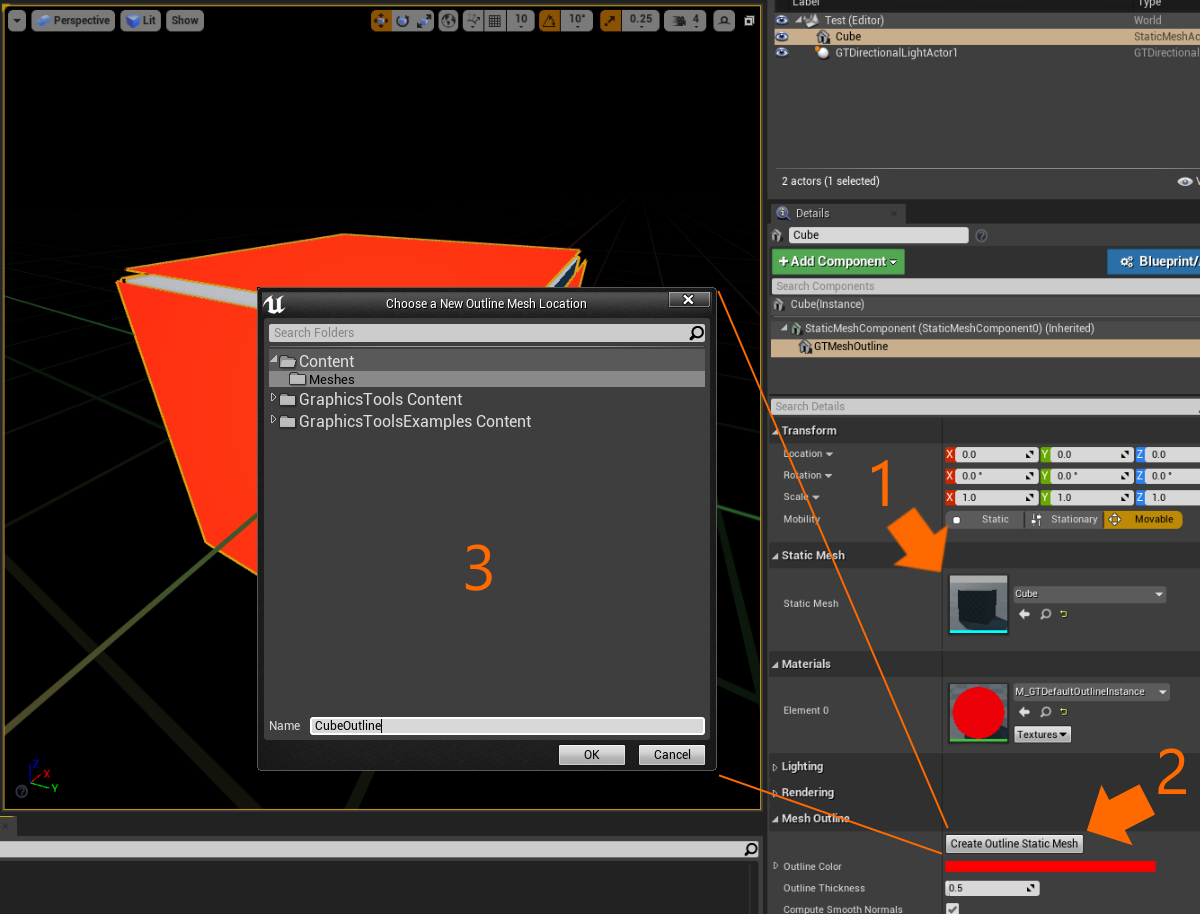 Perspective Lit Show 10 10° 0.25 4
Label Type
Test (Editor) World
Cube StaticMeshAc
GTDirectionalLightActor1 GTDirectional
2 actors (1 selected)
Details
Cube
+Add Component Blueprint/
Search Components
Cube(Instance)
StaticMeshComponent (StaticMeshComponent0) (Inherited)
GTMeshOutline
Search Details
Transform
Location X 0.0 Y 0.0 Z 0.0
Rotation X 0.0 ° Y 0.0 ° Z 0.0 °
Scale X 1.0 Y 1.0 Z 1.0
Mobility Static Stationary Movable
1
Static Mesh
Static Mesh Cube
Materials
Element 0 M_GTDefaultOutlineInstance
Textures
Lighting
Rendering
Mesh Outline
2
Create Outline Static Mesh
Outline Color
Outline Thickness 0.5
Compute Smooth Normals
Choose a New Outline Mesh Location
Search Folders
Content
Meshes
GraphicsTools Content
GraphicsToolsExamples Content
3
Name CubeOutline
OK Cancel
Z
X
Y